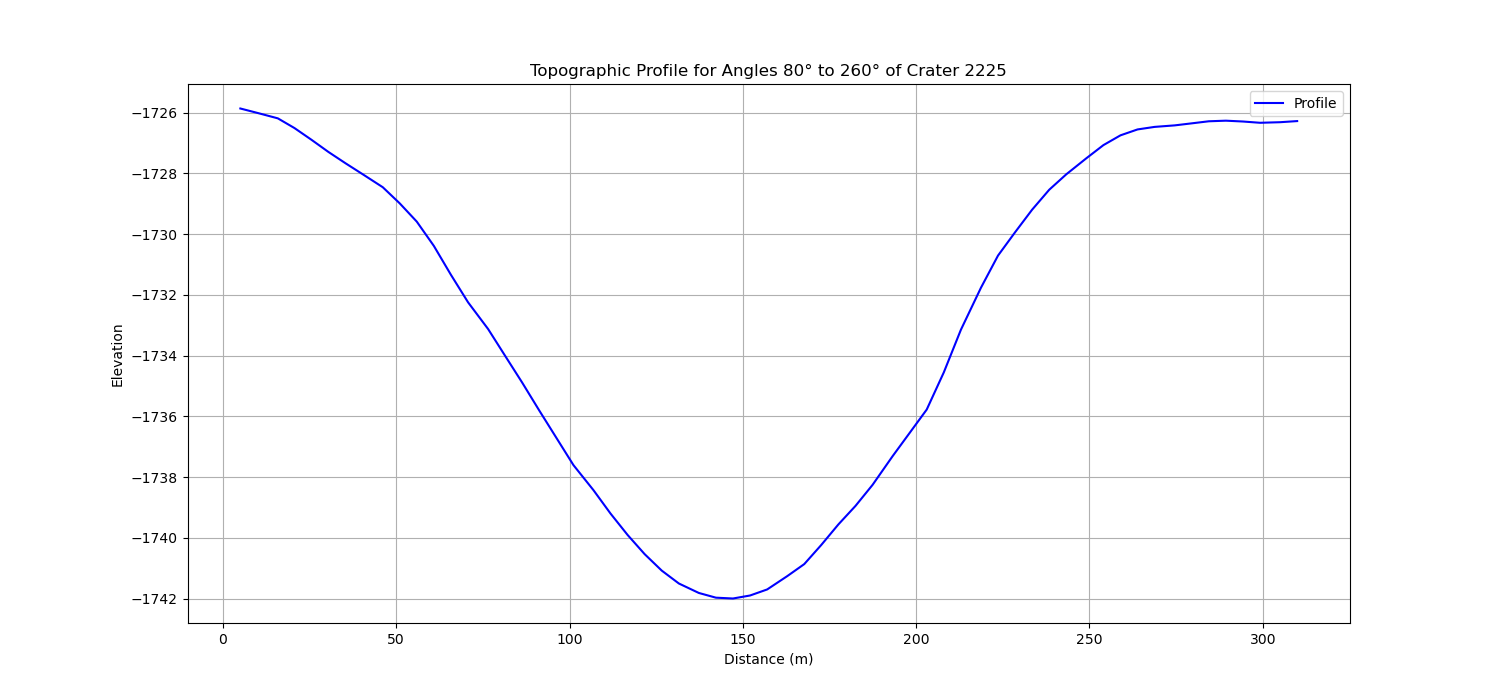 Topographic Profile for Angles 80° to 260° of Crater 2225
Profile
−1726
−1728
−1730
−1732
−1734
−1736
−1738
−1740
−1742
Elevation
0 50 100 150 200 250 300
Distance (m)